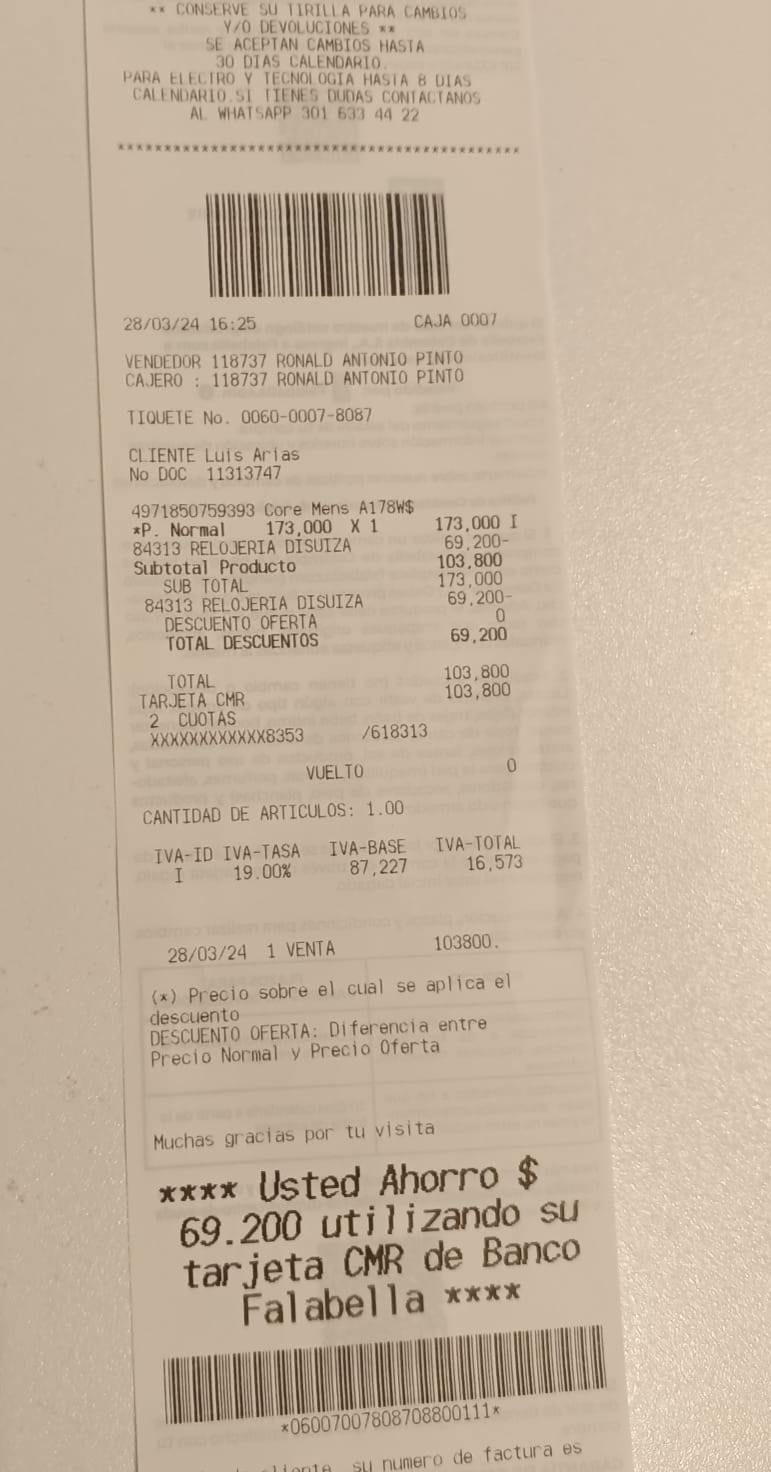 ** CONSERVE SU TIRILLA PARA CAMBIOS
Y/O DEVOLUCIONES **
SE ACEPTAN CAMBIOS HASTA
30 DIAS CALENDARIO.
PARA ELECTRO Y TECNOLOGIA HASTA 8 DIAS
CALENDARIO.SI TIENES DUDAS CONTACTANOS
AL WHATSAPP 301 633 44 22
*******************************************
28/03/24 16:25 CAJA 0007
VENDEDOR 118737 RONALD ANTONIO PINTO
CAJERO : 118737 RONALD ANTONIO PINTO
TIQUETE No. 0060-0007-8087
CLIENTE Luis Arias
No DOC 11313747
4971850759393 Core Mens A178W$
*P. Normal 173,000 X 1 173,000 I
84313 RELOJERIA DISUIZA 69,200-
Subtotal Producto 103,800
SUB TOTAL 173,000
84313 RELOJERIA DISUIZA 69,200-
DESCUENTO OFERTA 0
TOTAL DESCUENTOS 69,200
TOTAL 103,800
TARJETA CMR 103,800
2 CUOTAS
XXXXXXXXXXXX8353 /618313
VUELTO 0
CANTIDAD DE ARTICULOS: 1.00
IVA-ID IVA-TASA IVA-BASE IVA-TOTAL
I 19.00% 87,227 16,573
28/03/24 1 VENTA 103800.
(*) Precio sobre el cual se aplica el
descuento
DESCUENTO OFERTA: Diferencia entre
Precio Normal y Precio Oferta
Muchas gracias por tu visita
**** Usted Ahorro $
69.200 utilizando su
tarjeta CMR de Banco
Falabella ****
*06007007808708800111*
su numero de factura es